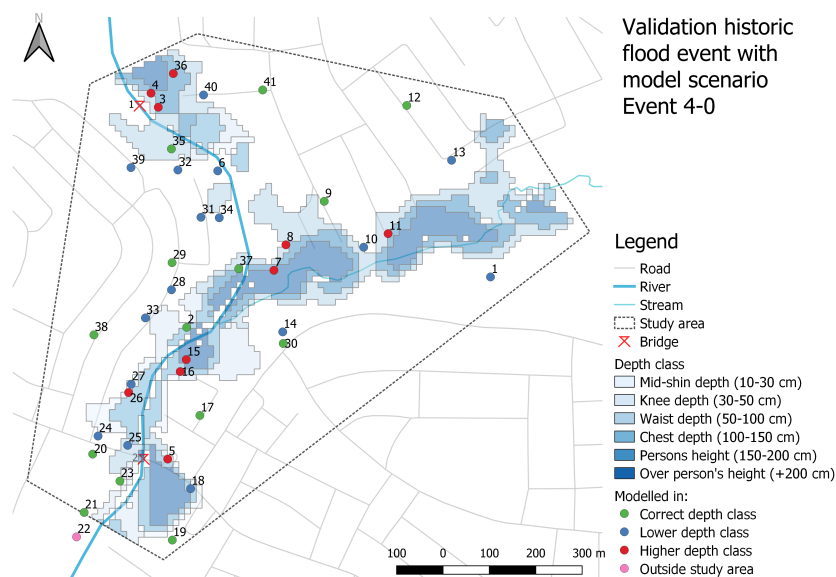 N
Validation historic
flood event with
model scenario
Event 4-0
36
4
3
1
40
41
12
35
39
32
6
13
31
34
9
8
11
10
29
37
7
1
28
33
2
14
30
38
15
16
27
26
17
24
25
20
2
5
23
18
21
22
19
Legend
Road
River
Stream
Study area
Bridge
Depth class
Mid-shin depth (10-30 cm)
Knee depth (30-50 cm)
Waist depth (50-100 cm)
Chest depth (100-150 cm)
Persons height (150-200 cm)
Over person's height (+200 cm)
Modelled in:
Correct depth class
Lower depth class
Higher depth class
Outside study area
100 0 100 200 300 m